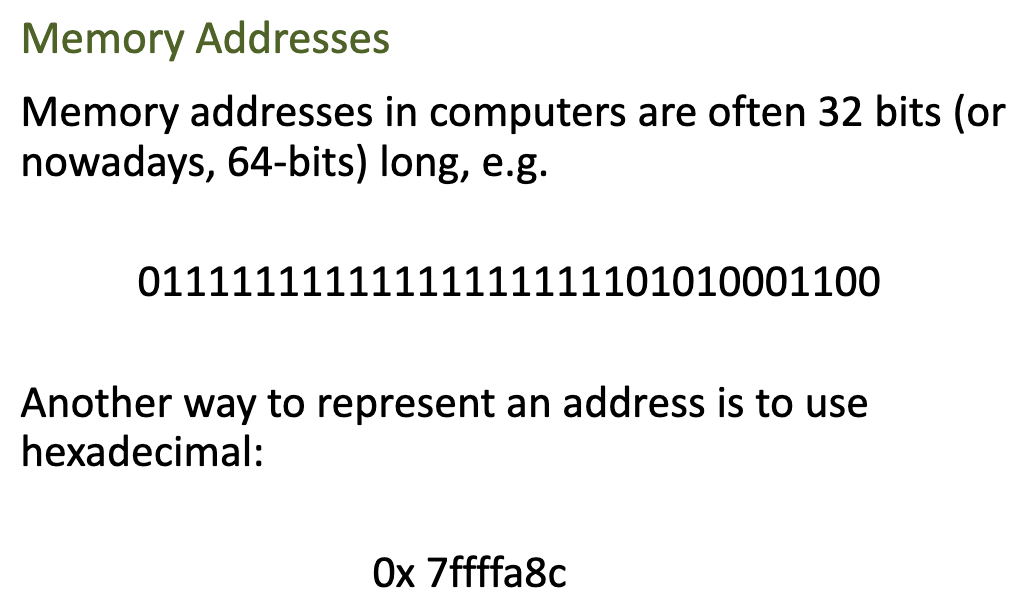 Memory Addresses
Memory addresses in computers are often 32 bits (or
nowadays, 64-bits) long, e.g.
01111111111111111111101010001100
Another way to represent an address is to use
hexadecimal:
0x 7ffffa8c